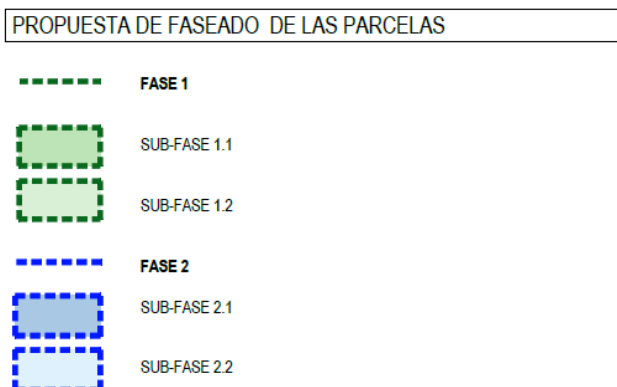 PROPUESTA DE FASEADO DE LAS PARCELAS
FASE 1
SUB-FASE 1.1
SUB-FASE 1.2
FASE 2
SUB-FASE 2.1
SUB-FASE 2.2